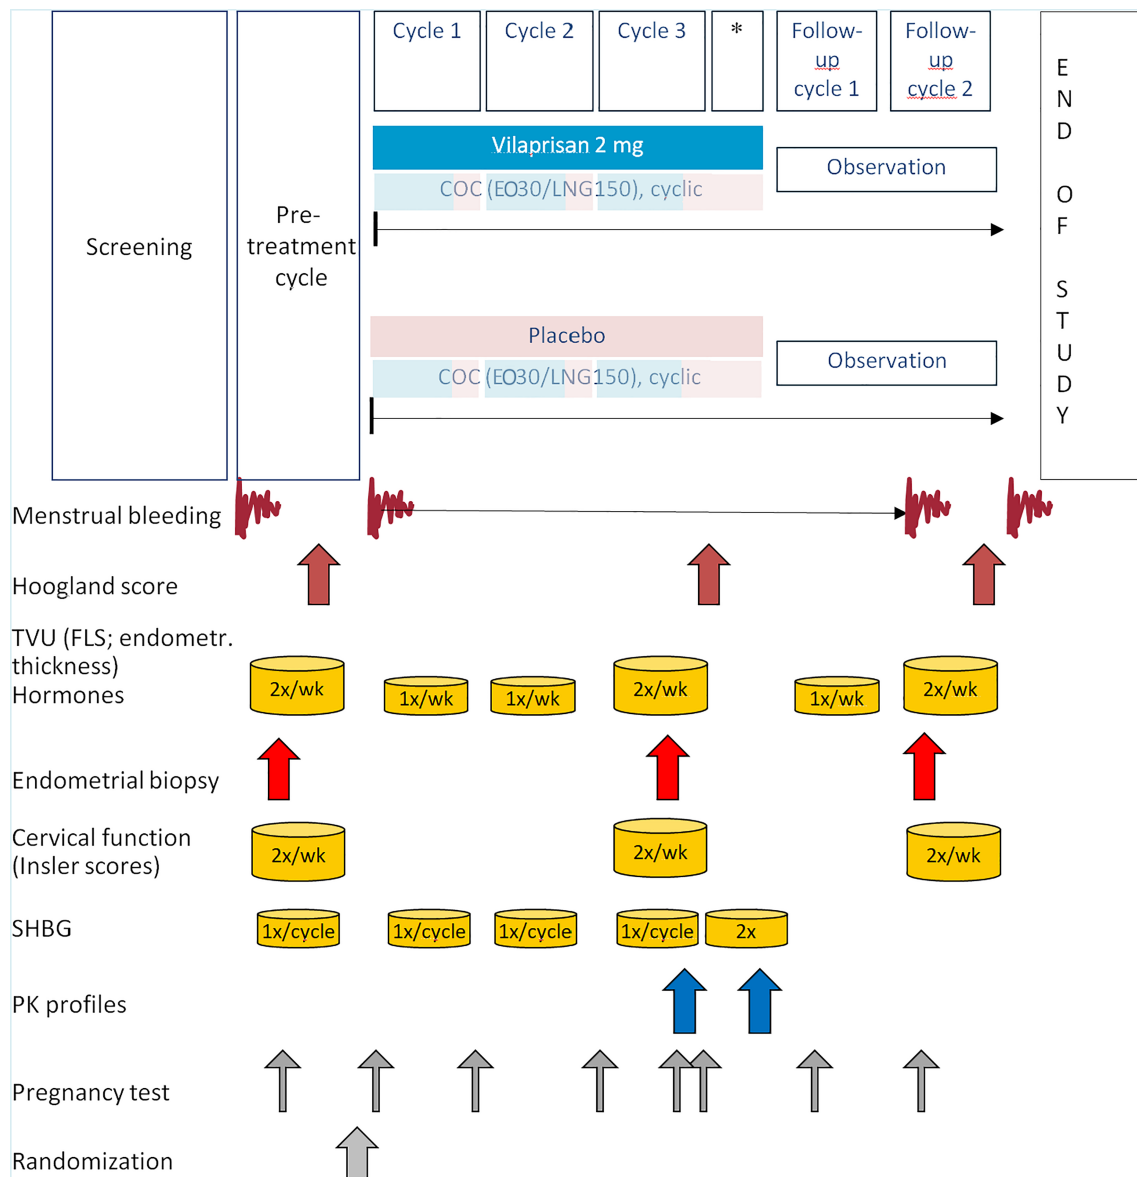 Cycle 1
Cycle 2
Cycle 3
*
Follow-
up
cycle 1
Follow-
up
cycle 2
Vilaprisan 2 mg
COC (EO30/LNG150), cyclic
Observation
Screening
Pre-
treatment
cycle
Placebo
COC (EO30/LNG150), cyclic
Observation
E
N
D
O
F
S
T
U
D
Y
Menstrual bleeding
Hoogland score
TVU (FLS; endometr.
thickness)
Hormones
2x/wk
1x/wk
1x/wk
2x/wk
1x/wk
2x/wk
Endometrial biopsy
Cervical function
(Insler scores)
2x/wk
2x/wk
2x/wk
SHBG
1x/cycle
1x/cycle
1x/cycle
1x/cycle
2x
PK profiles
Pregnancy test
Randomization